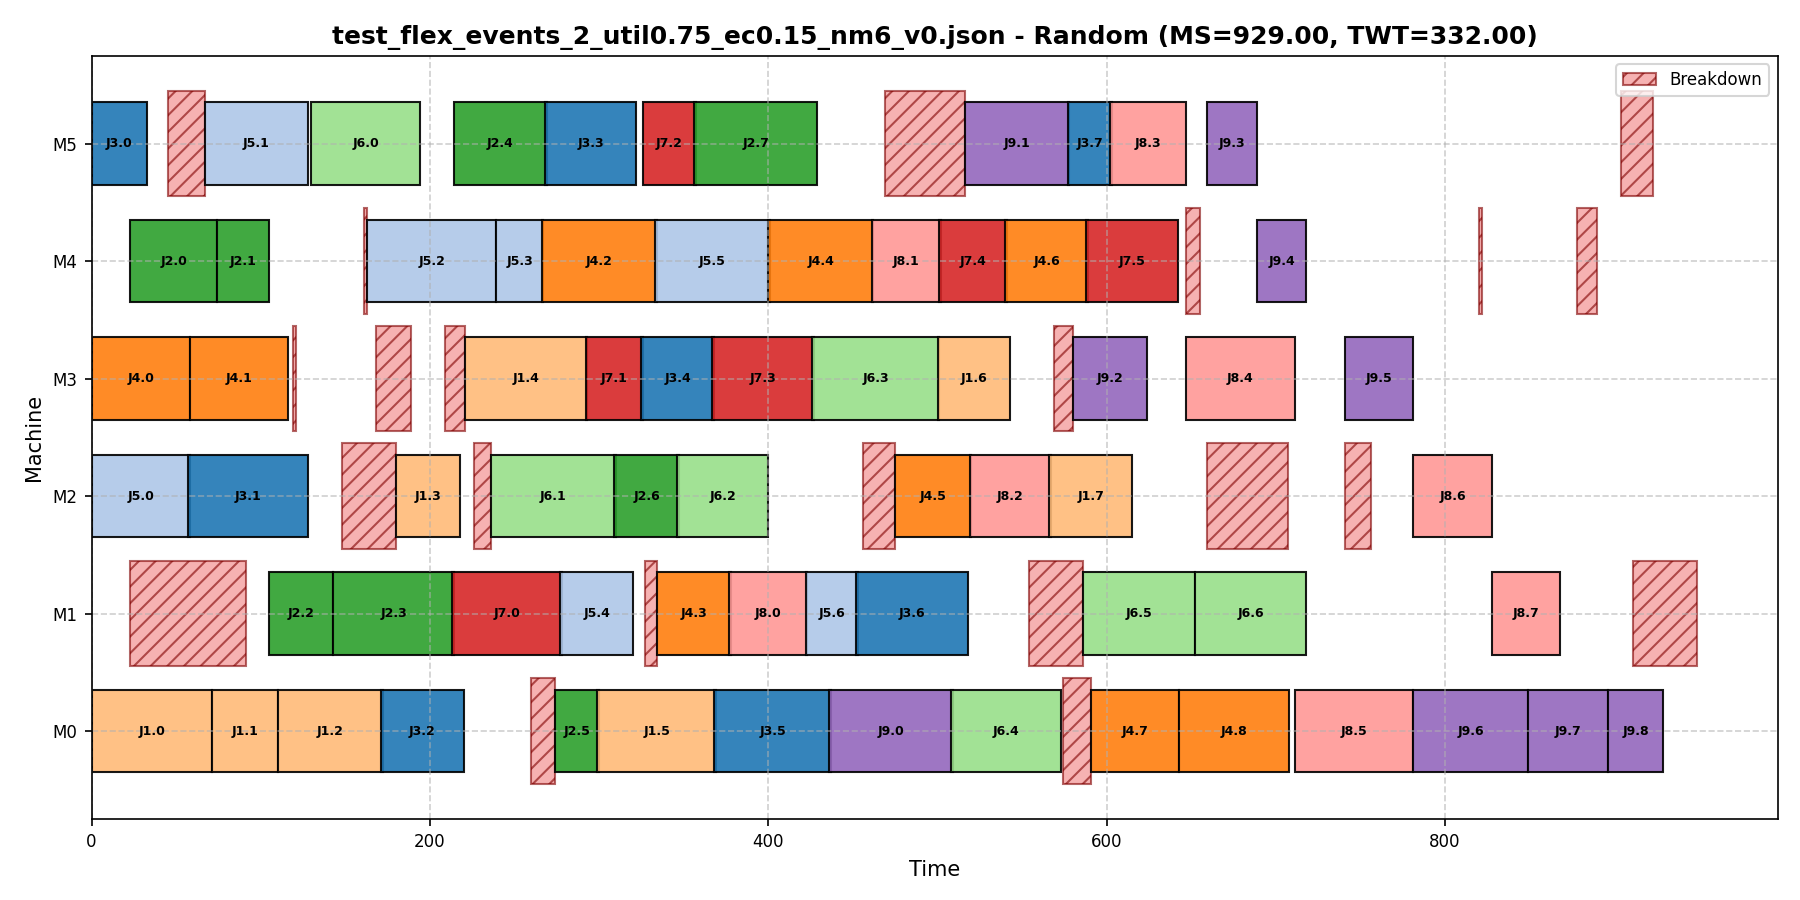 test_flex_events_2_util0.75_ec0.15_nm6_v0.json - Random (MS=929.00, TWT=332.00)
Breakdown
M5 J3.0 J5.1 J6.0 J2.4 J3.3 J7.2 J2.7 J9.1 J3.7 J8.3 J9.3
M4 J2.0 J2.1 J5.2 J5.3 J4.2 J5.5 J4.4 J8.1 J7.4 J4.6 J7.5 J9.4
M3 J4.0 J4.1 J1.4 J7.1 J3.4 J7.3 J6.3 J1.6 J9.2 J8.4 J9.5
M2 J5.0 J3.1 J1.3 J6.1 J2.6 J6.2 J4.5 J8.2 J1.7 J8.6
M1 J2.2 J2.3 J7.0 J5.4 J4.3 J8.0 J5.6 J3.6 J6.5 J6.6 J8.7
M0 J1.0 J1.1 J1.2 J3.2 J2.5 J1.5 J3.5 J9.0 J6.4 J4.7 J4.8 J8.5 J9.6 J9.7 J9.8
Machine
0 200 400 600 800
Time